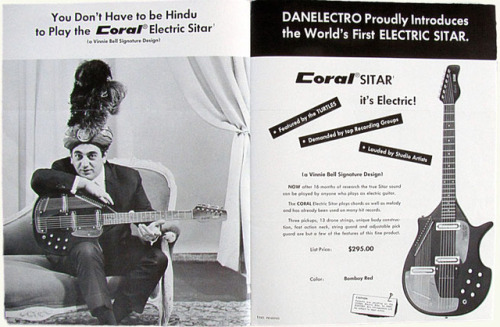 You Don't Have to be Hindu
to Play the Coral® Electric Sitar¹
(a Vinnie Bell Signature Design)
DANELECTRO Proudly Introduces
the World's First ELECTRIC SITAR.
Coral® SITAR¹
it's Electric!
• Featured by the TURTLES
• Demanded by top Recording Groups
• Lauded by Studio Artists
(a Vinnie Bell Signature Design)
NOW after 16 months of research the true Sitar sound
can be played by anyone who plays an electric guitar.
The CORAL Electric Sitar plays chords as well as melody
and has already been used on many hit records.
Three pickups, 13 drone strings, unique body construc-
tion, fast action neck, string guard and adjustable pick
guard are but a few of the features of this fine product.
List Price: $295.00
Color: Bombay Red